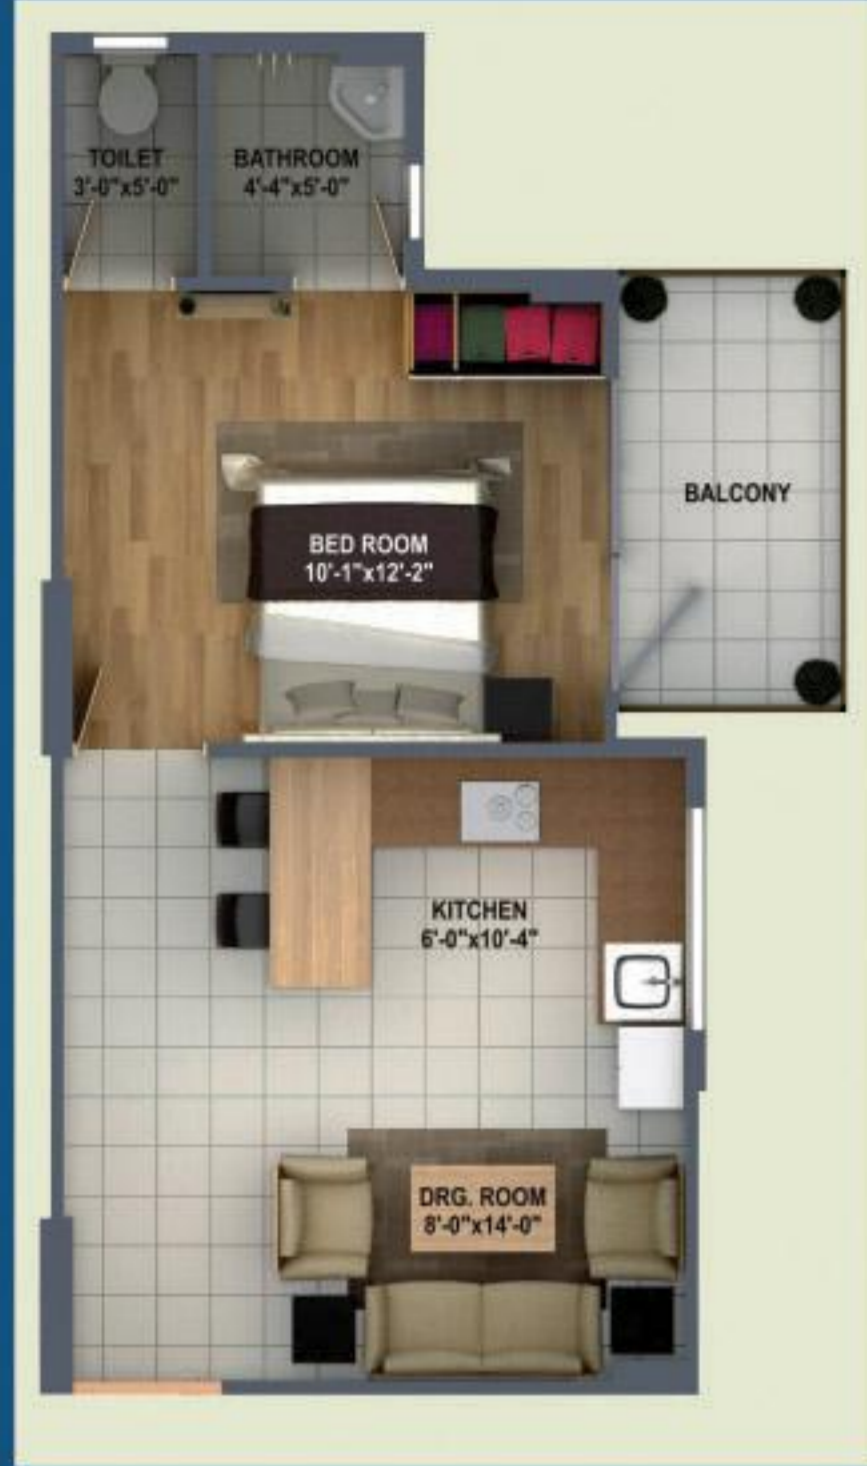 TOILET
3'-0"x5'-0"
BATHROOM
4'-4"x5'-0"
BALCONY
BED ROOM
10'-1"x12'-2"
KITCHEN
6'-0"x10'-4"
DRG. ROOM
8'-0"x14'-0"